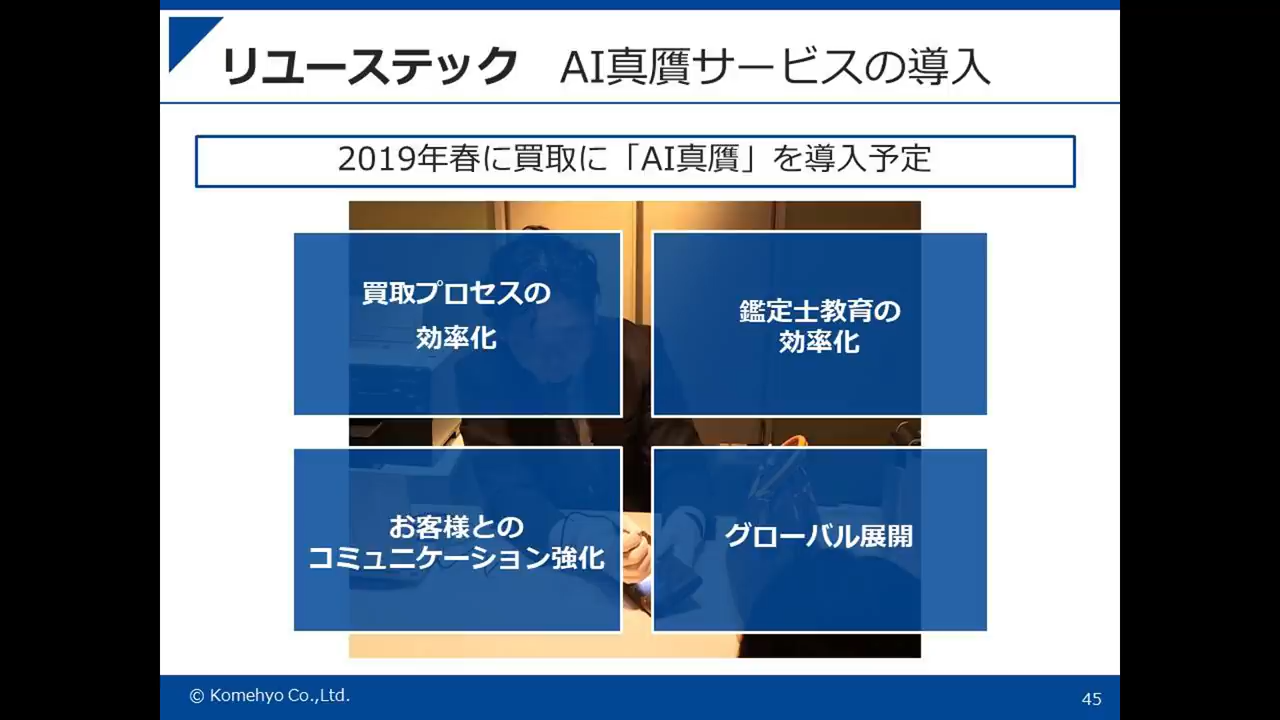 リユーステック　AI真贋サービスの導入
2019年春に買取に「AI真贋」を導入予定
買取プロセスの
効率化
鑑定士教育の
効率化
お客様との
コミュニケーション強化
グローバル展開
© Komehyo Co.,Ltd.
45